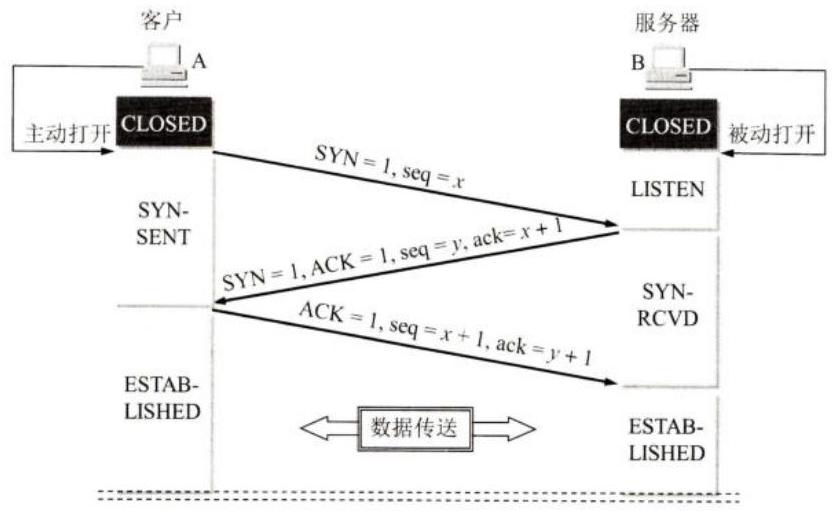 客户
服务器
A
B
主动打开
CLOSED
CLOSED
被动打开
SYN = 1, seq = x
LISTEN
SYN-
SENT
SYN = 1, ACK = 1, seq = y, ack= x + 1
SYN-
RCVD
ACK = 1, seq = x + 1, ack = y + 1
ESTAB-
LISHED
数据传送
ESTAB-
LISHED